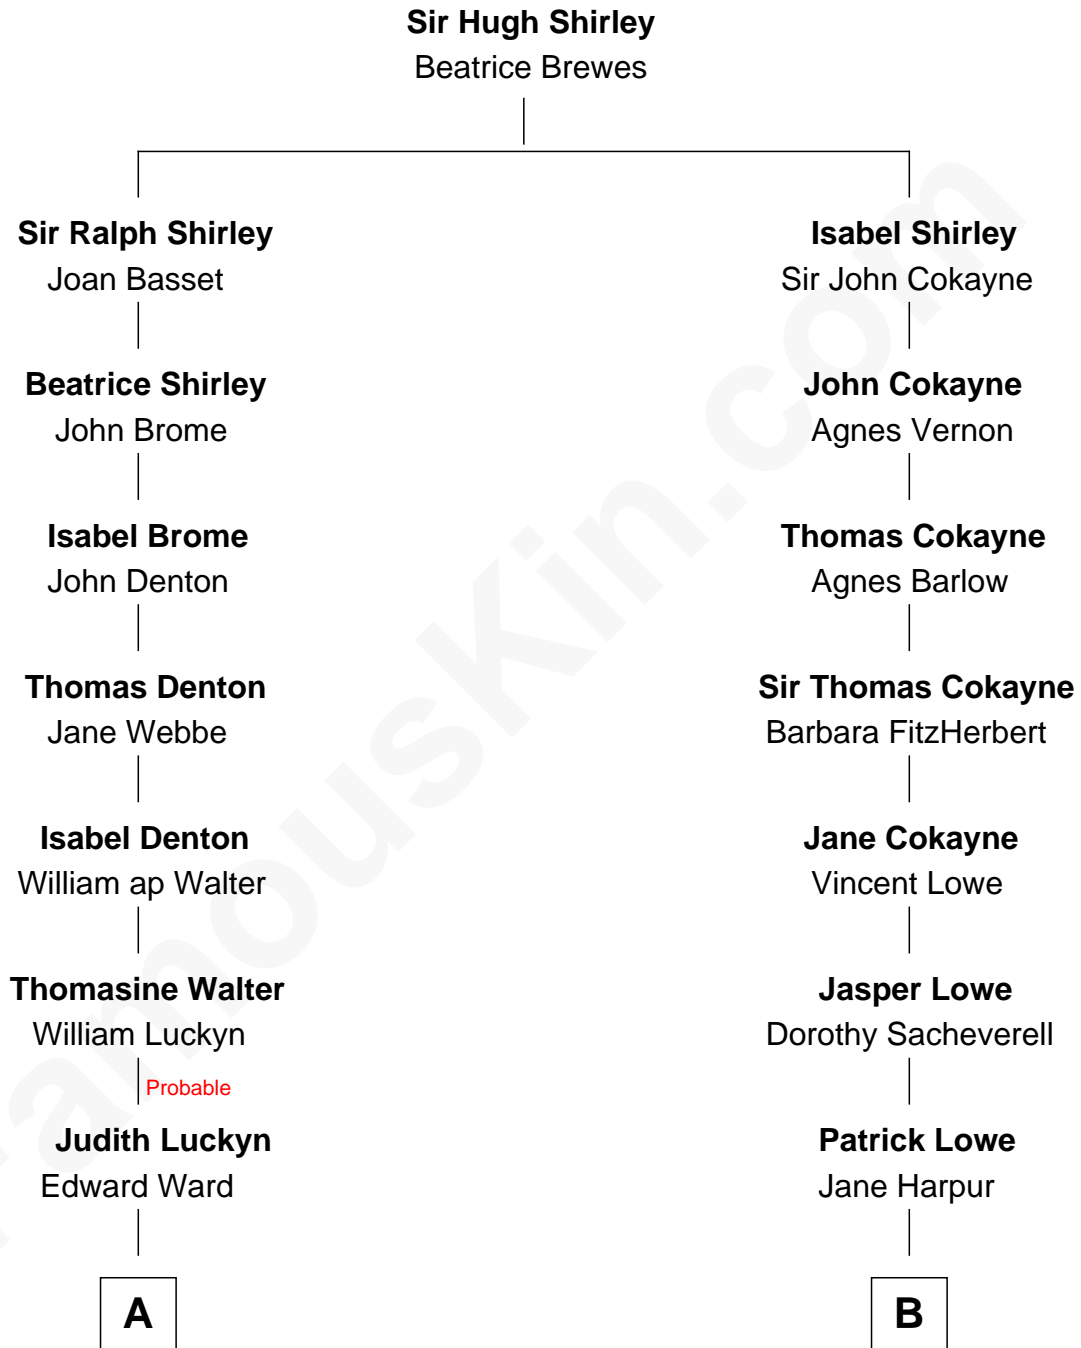 Sir Hugh Shirley
Beatrice Brewes
Sir Ralph Shirley
Joan Basset
Beatrice Shirley
John Brome
Isabel Brome
John Denton
Thomas Denton
Jane Webbe
Isabel Denton
William ap Walter
Thomasine Walter
William Luckyn
Probable
Judith Luckyn
Edward Ward
A
Isabel Shirley
Sir John Cokayne
John Cokayne
Agnes Vernon
Thomas Cokayne
Agnes Barlow
Sir Thomas Cokayne
Barbara FitzHerbert
Jane Cokayne
Vincent Lowe
Jasper Lowe
Dorothy Sacheverell
Patrick Lowe
Jane Harpur
B
FamousKin.com